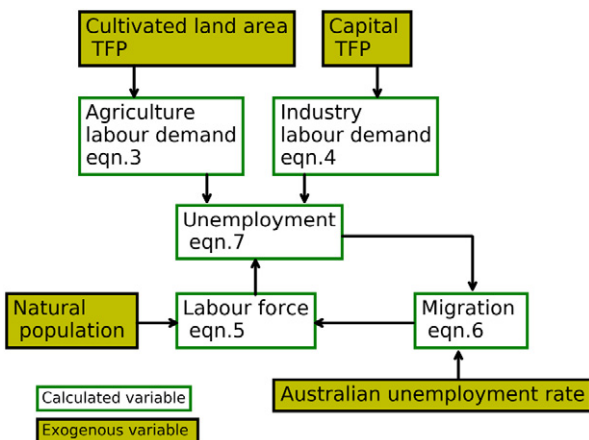 Cultivated land area
TFP
Capital
TFP
Agriculture
labour demand
eqn.3
Industry
labour demand
eqn.4
Unemployment
eqn.7
Natural
population
Labour force
eqn.5
Migration
eqn.6
Calculated variable
Exogenous variable
Australian unemployment rate